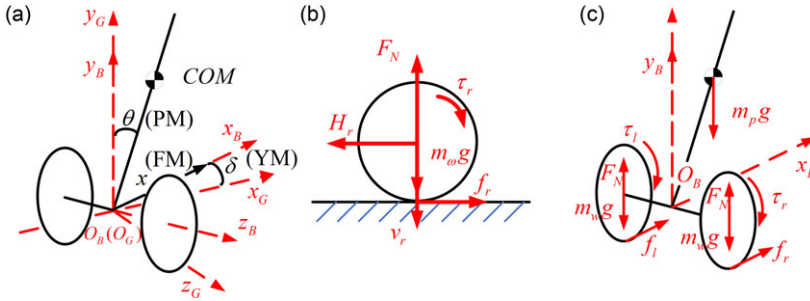 (a)
y_G
y_B
COM
θ
(PM)
(FM)
x
x_B
δ
(YM)
x_G
O_B(O_G)
z_B
z_G
(b)
F_N
τ_r
H_r
m_ω g
f_r
v_r
(c)
y_B
m_p g
τ_l
O_B
F_N
m_w g
f_l
F_N
m_w g
τ_r
f_r